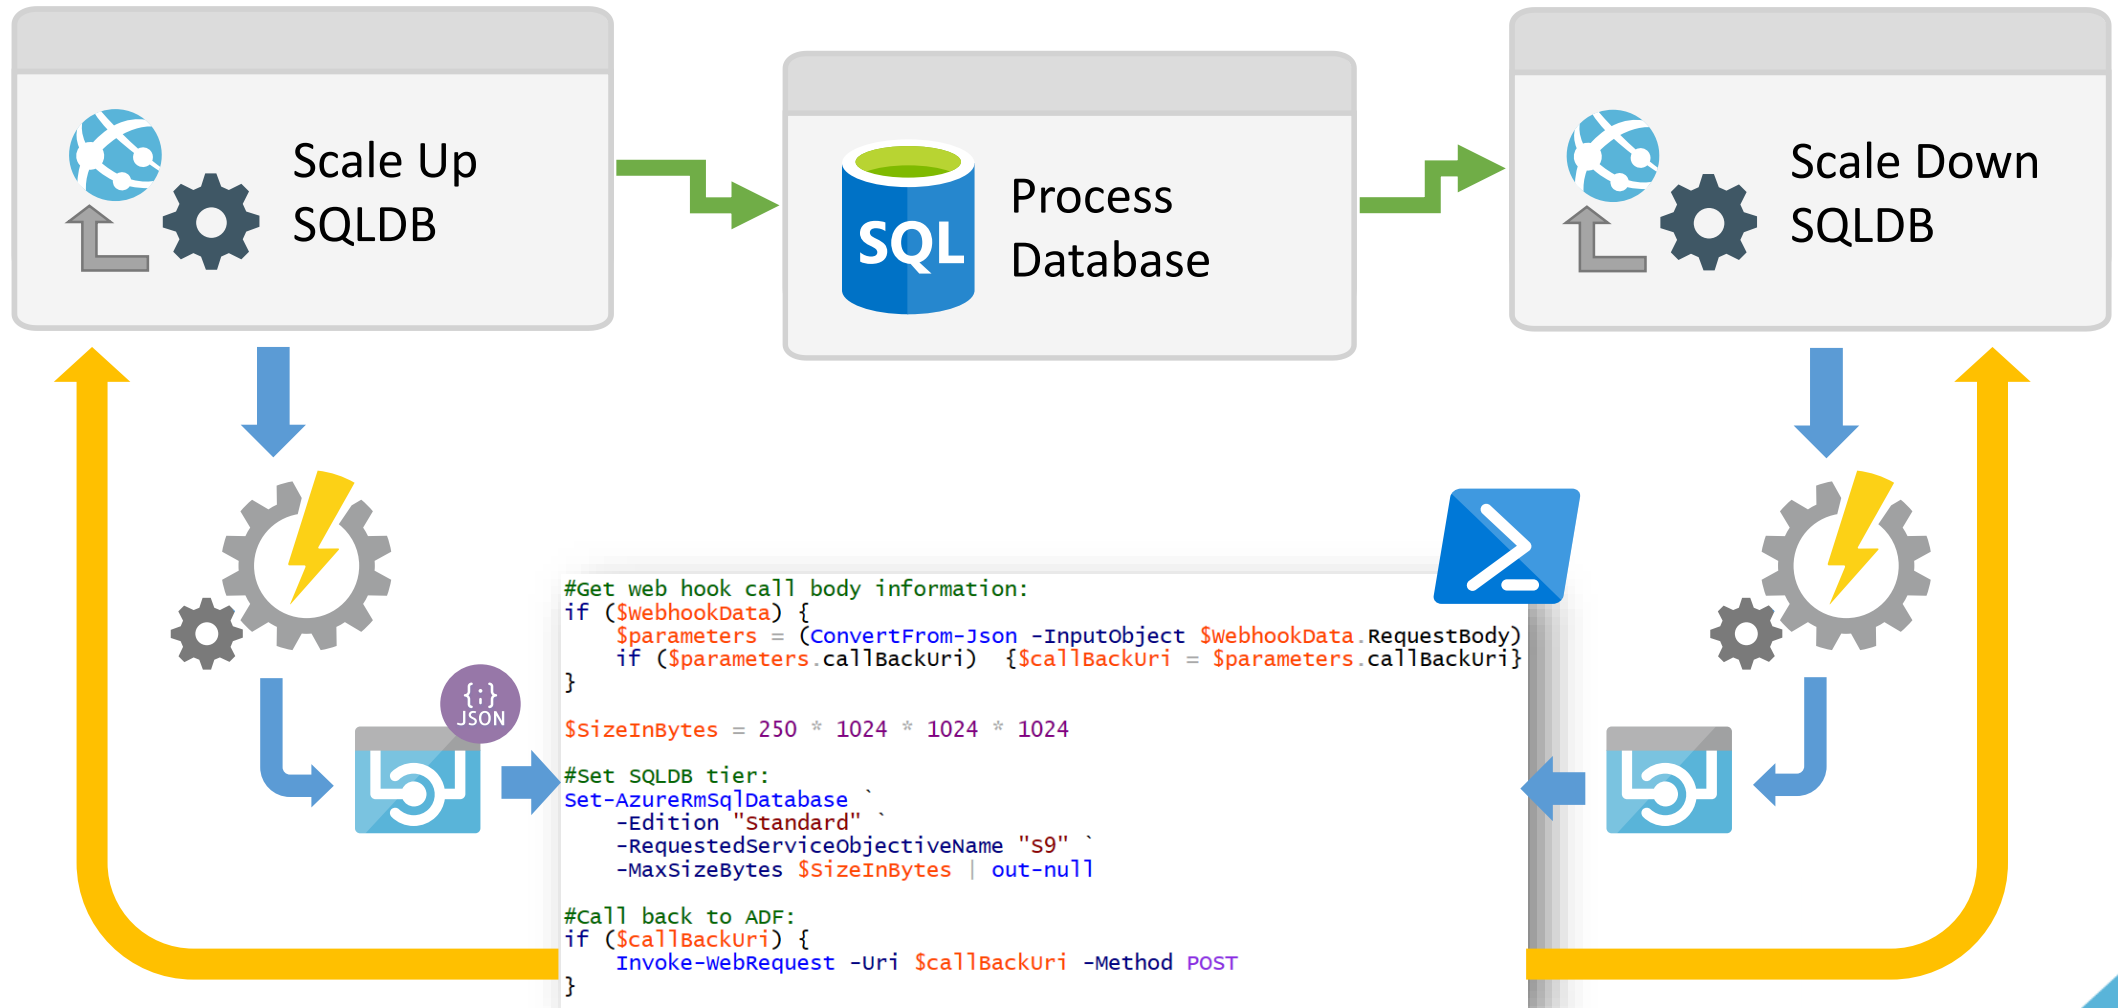 Scale Up
SQLDB
SQL
Process
Database
Scale Down
SQLDB
{;}
JSON
#Get web hook call body information:
if ($WebhookData) {
    $parameters = (ConvertFrom-Json -InputObject $WebhookData.RequestBody)
    if ($parameters.callBackUri)  {$callBackUri = $parameters.callBackUri}
}
$SizeInBytes = 250 * 1024 * 1024 * 1024
#Set SQLDB tier:
Set-AzureRmSqlDatabase `
    -Edition "Standard" `
    -RequestedServiceObjectiveName "S9" `
    -MaxSizeBytes $SizeInBytes | out-null
#Call back to ADF:
if ($callBackUri) {
    Invoke-WebRequest -Uri $callBackUri -Method POST
}